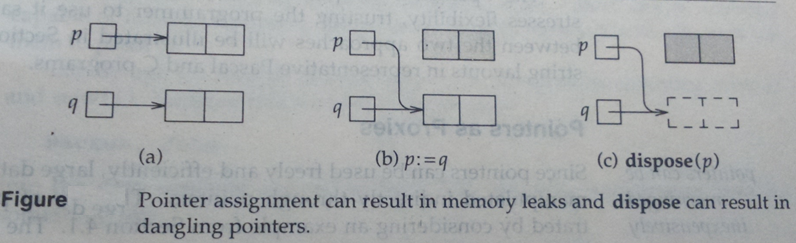 p
q
(a)
p
q
(b) p:=q
p
q
(c) dispose(p)
Figure Pointer assignment can result in memory leaks and dispose can result in
dangling pointers.